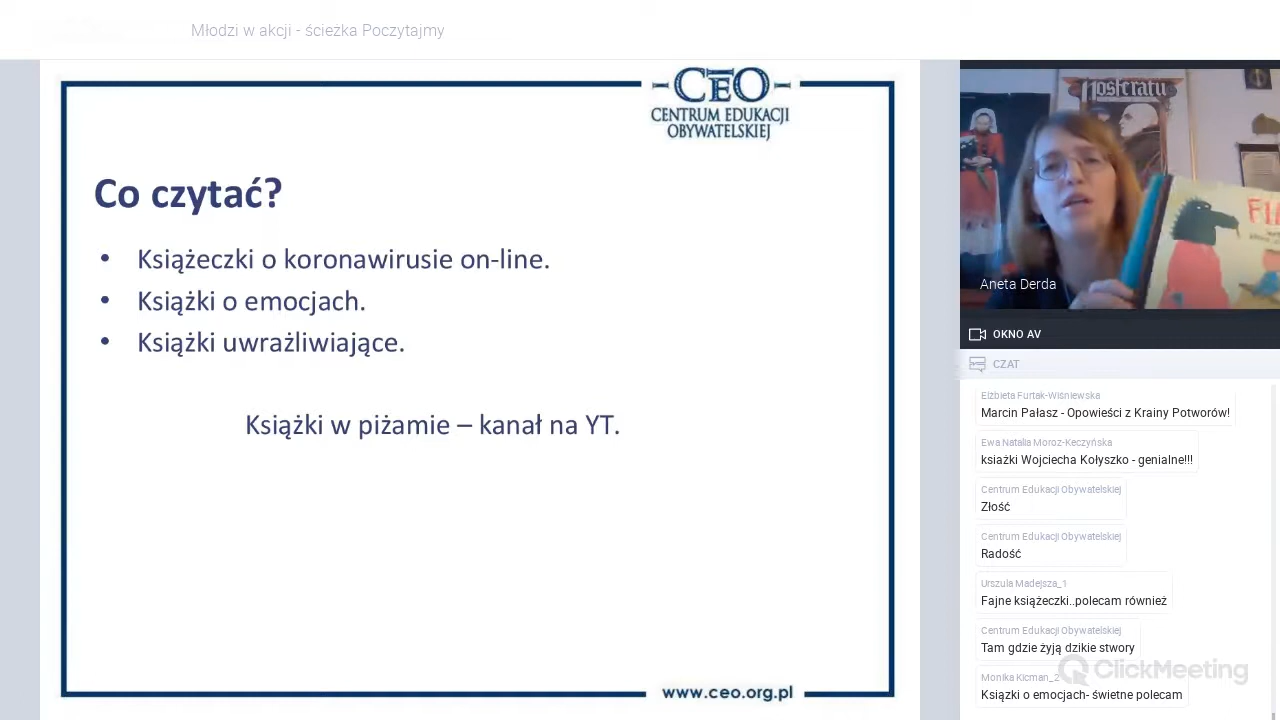 Młodzi w akcji - ścieżka Poczytajmy
CEO
CENTRUM EDUKACJI
OBYWATELSKIEJ
Co czytać?
• Książeczki o koronawirusie on-line.
• Książki o emocjach.
• Książki uwrażliwiające.
Książki w piżamie – kanał na YT.
www.ceo.org.pl
Nosferatu
Aneta Derda
OKNO AV
CZAT
Elżbieta Furtak-Wiśniewska
Marcin Pałasz - Opowieści z Krainy Potworów!
Ewa Natalia Moroz-Keczyńska
ksiażki Wojciecha Kołyszko - genialne!!!
Centrum Edukacji Obywatelskiej
Złość
Centrum Edukacji Obywatelskiej
Radość
Urszula Madejsza_1
Fajne książeczki..polecam również
Centrum Edukacji Obywatelskiej
Tam gdzie żyją dzikie stwory
ClickMeeting
Monika Kicman_2
Ksiązki o emocjach- świetne polecam